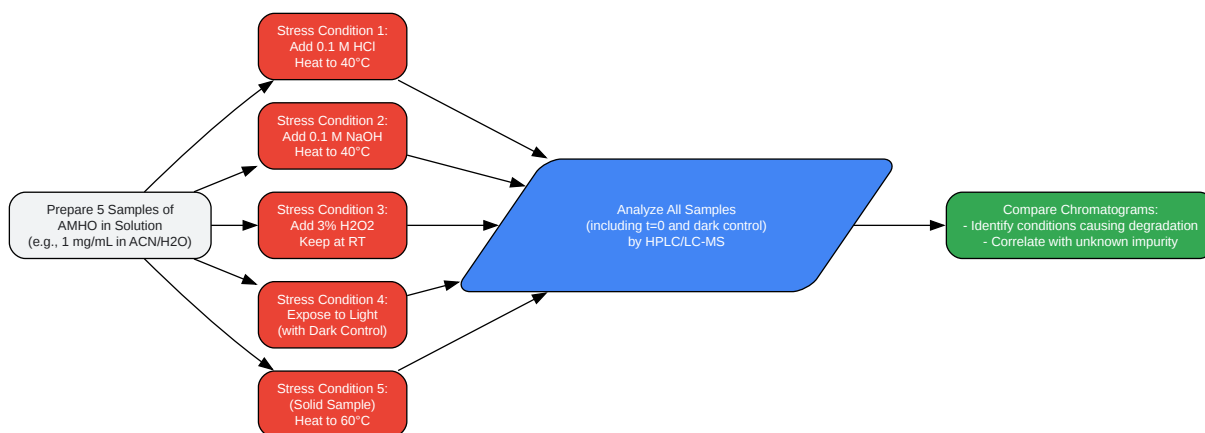 Prepare 5 Samples of
AMHO in Solution
(e.g., 1 mg/mL in ACN/H2O)
Stress Condition 1:
Add 0.1 M HCl
Heat to 40°C
Stress Condition 2:
Add 0.1 M NaOH
Heat to 40°C
Stress Condition 3:
Add 3% H2O2
Keep at RT
Stress Condition 4:
Expose to Light
(with Dark Control)
Stress Condition 5:
(Solid Sample)
Heat to 60°C
Analyze All Samples
(including t=0 and dark control)
by HPLC/LC-MS
Compare Chromatograms:
- Identify conditions causing degradation
- Correlate with unknown impurity